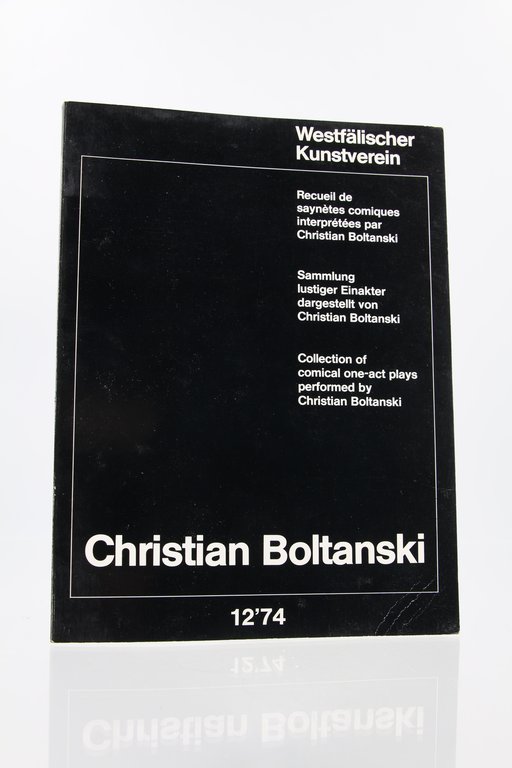 Westfälischer
Kunstverein
Recueil de
saynètes comiques
interprétées par
Christian Boltanski
Sammlung
lustiger Einakter
dargestellt von
Christian Boltanski
Collection of
comical one-act plays
performed by
Christian Boltanski
Christian Boltanski
12'74